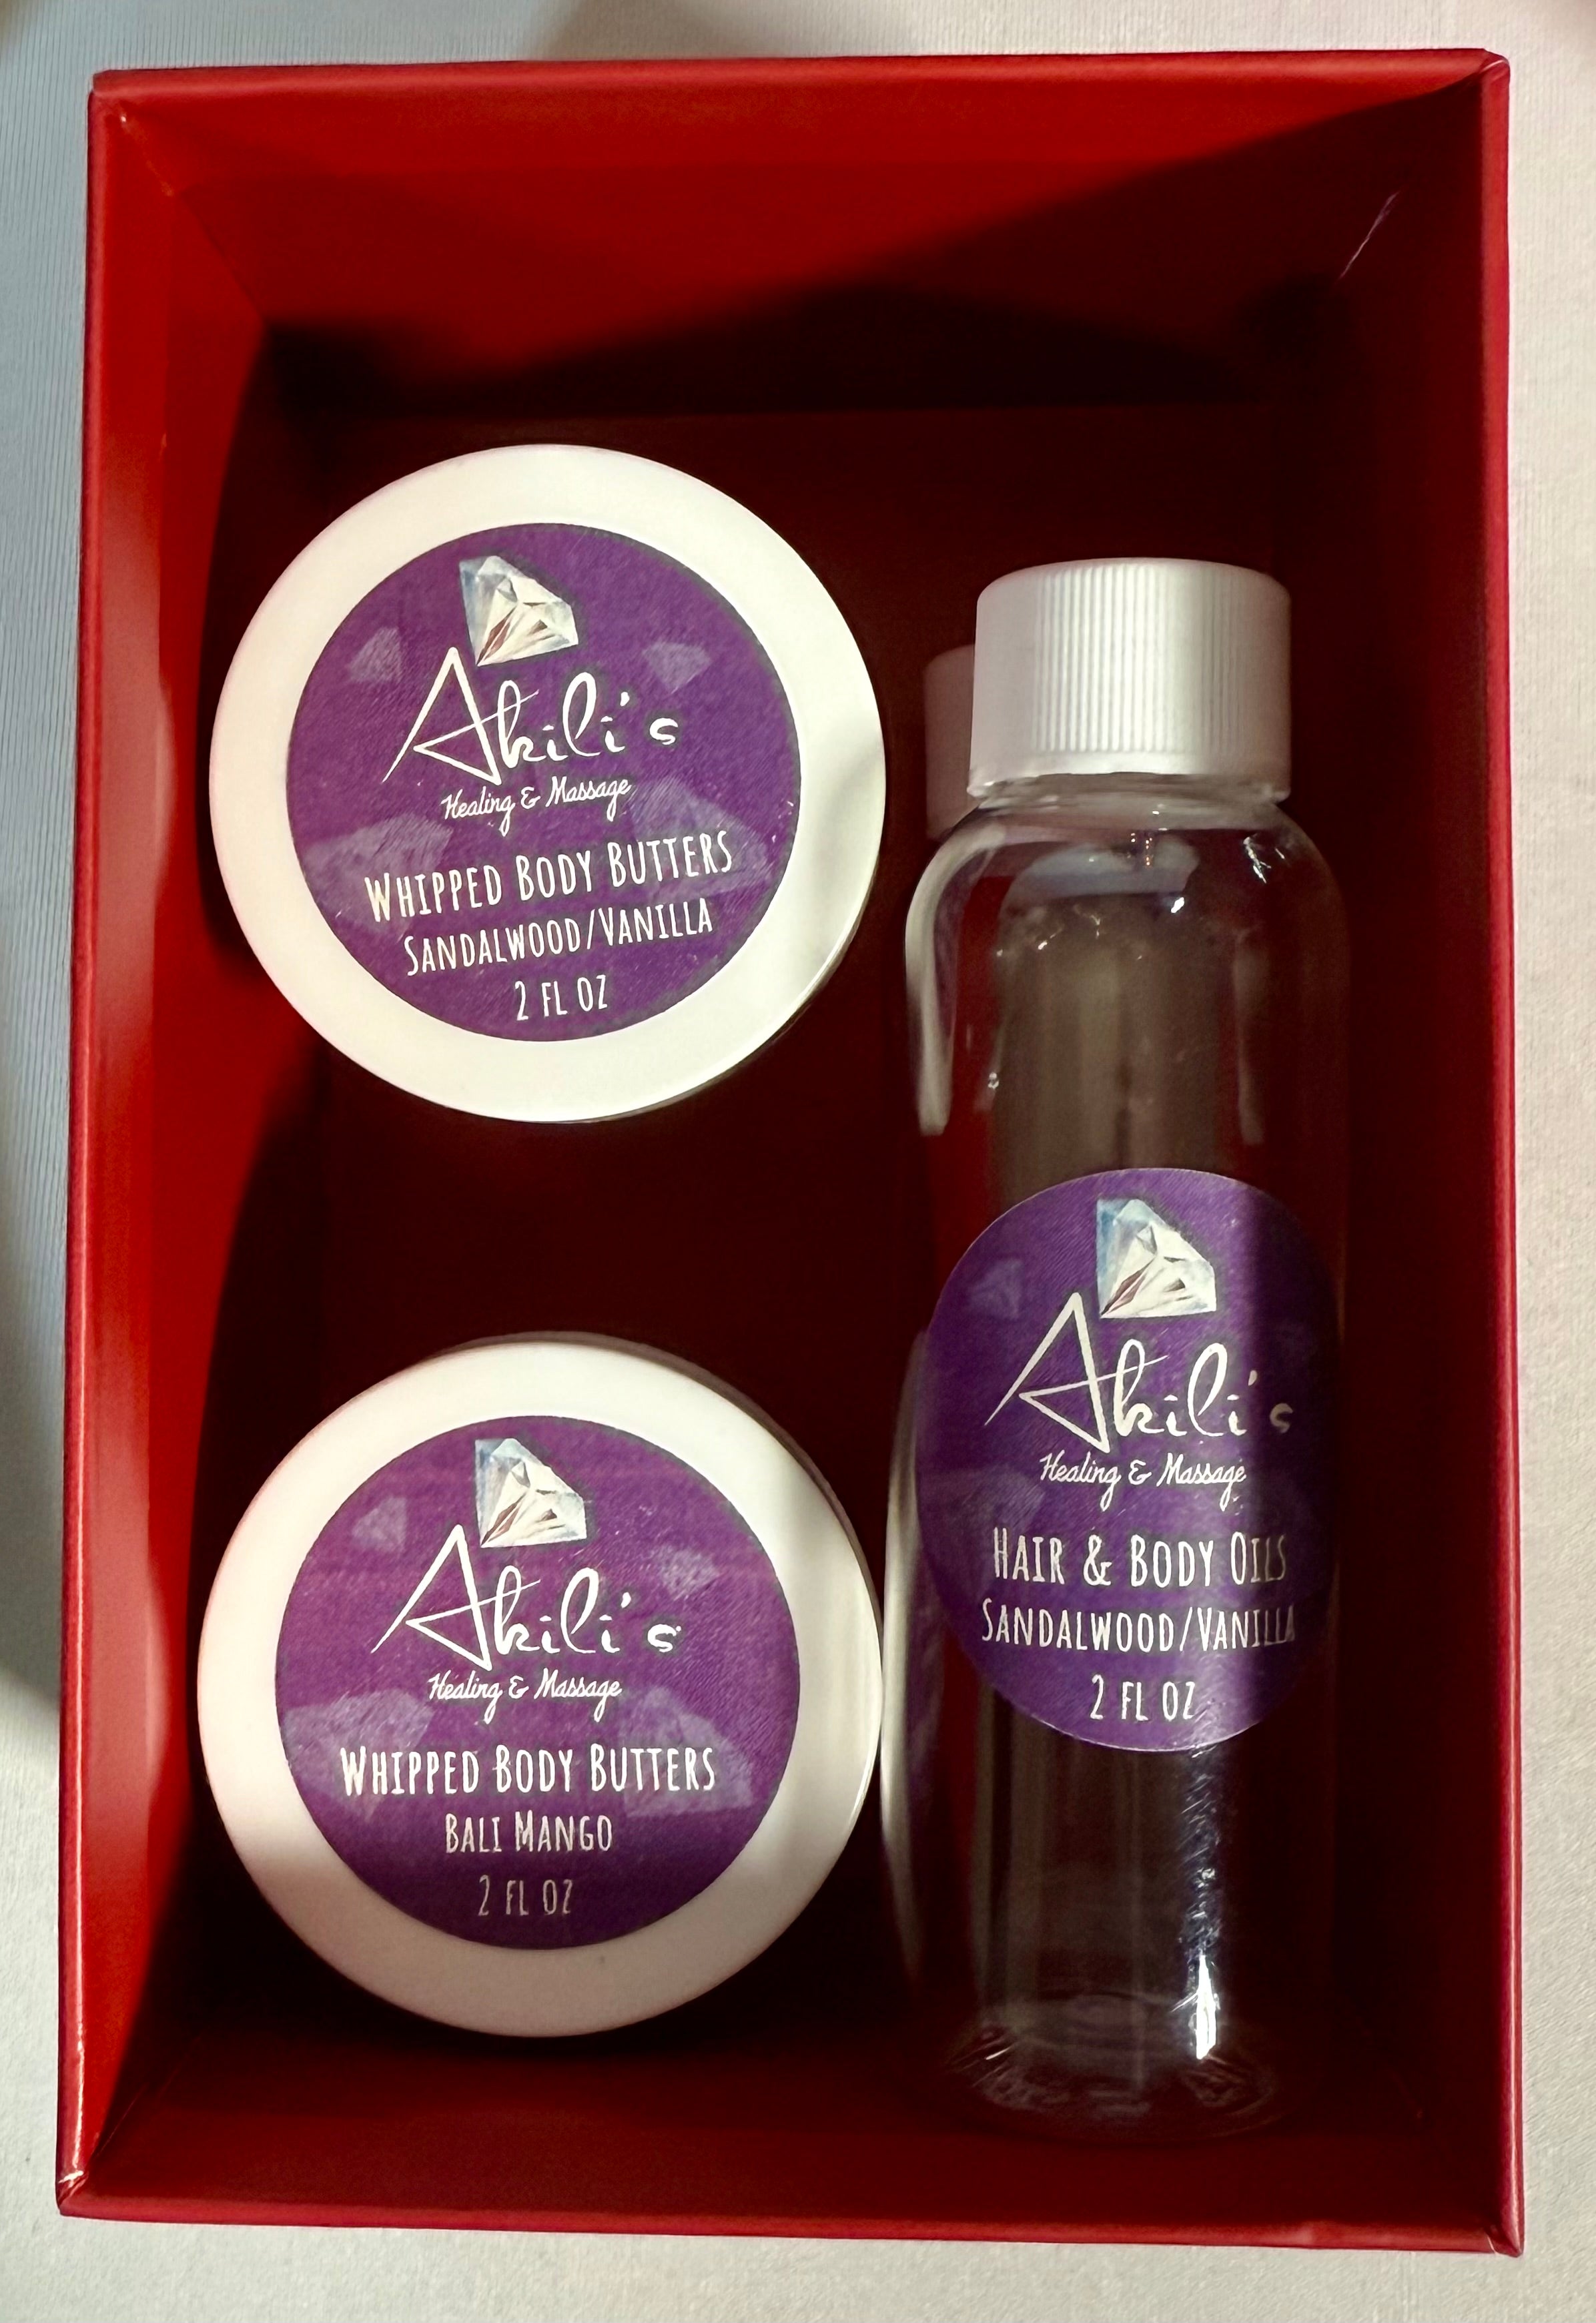 Akili's
Healing & Massage
Whipped Body Butters
Sandalwood/Vanilla
2 fl oz
Akili's
Healing & Massage
Hair & Body Oils
Sandalwood/Vanilla
2 fl oz
Akili's
Healing & Massage
Whipped Body Butters
Bali Mango
2 fl oz